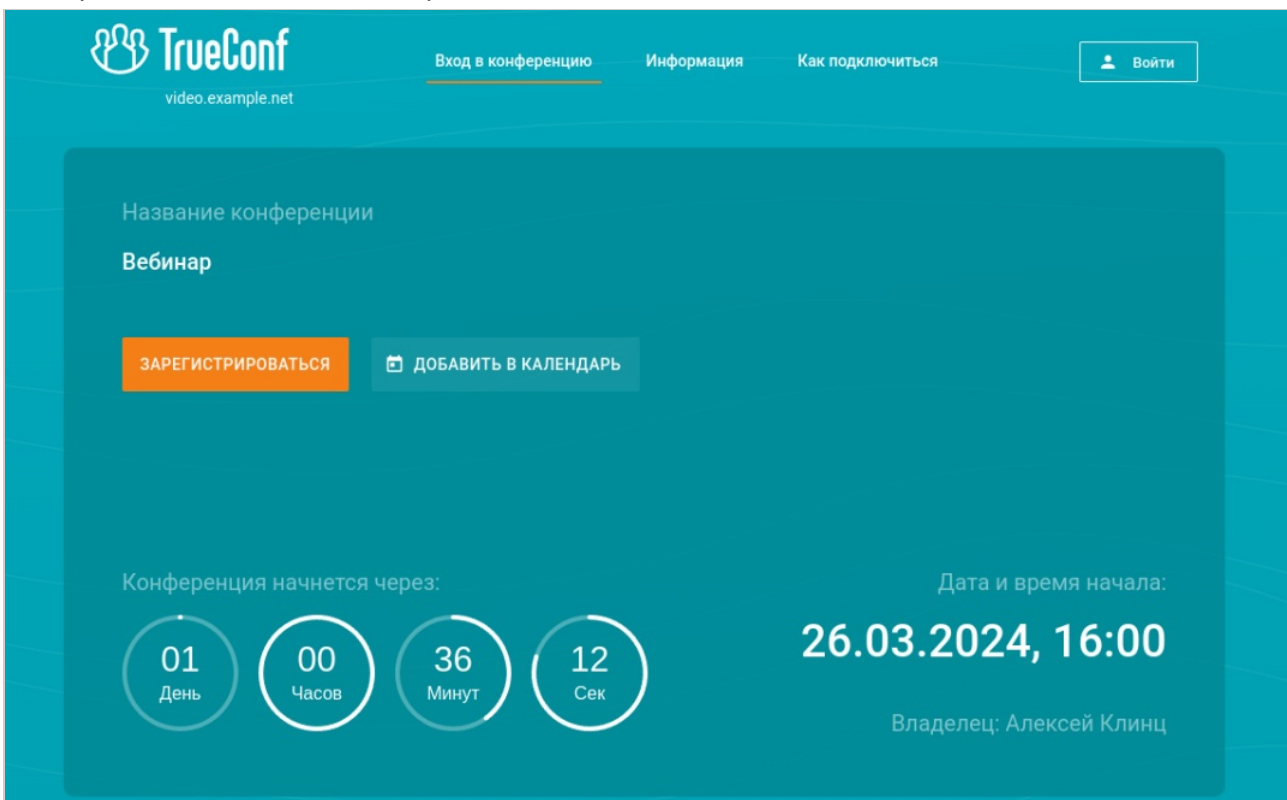 TrueConf
video.example.net
Вход в конференцию
Информация
Как подключиться
Войти
Название конференции
Вебинар
ЗАРЕГИСТРИРОВАТЬСЯ
ДОБАВИТЬ В КАЛЕНДАРЬ
Конференция начнется через:
01
День
00
Часов
36
Минут
12
Сек
Дата и время начала:
26.03.2024, 16:00
Владелец: Алексей Клинц